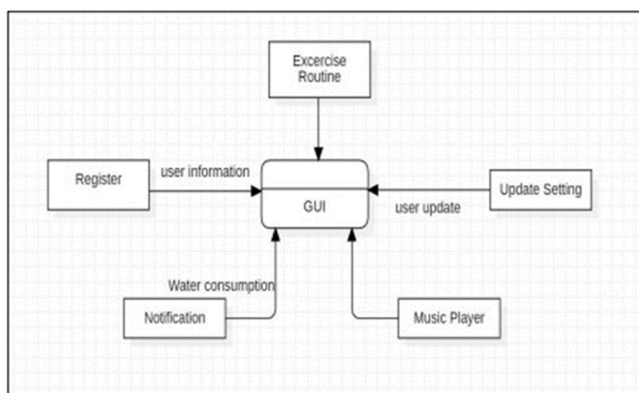 Excercise
Routine
Register
user information
GUI
Update Setting
user update
Water consumption
Notification
Music Player